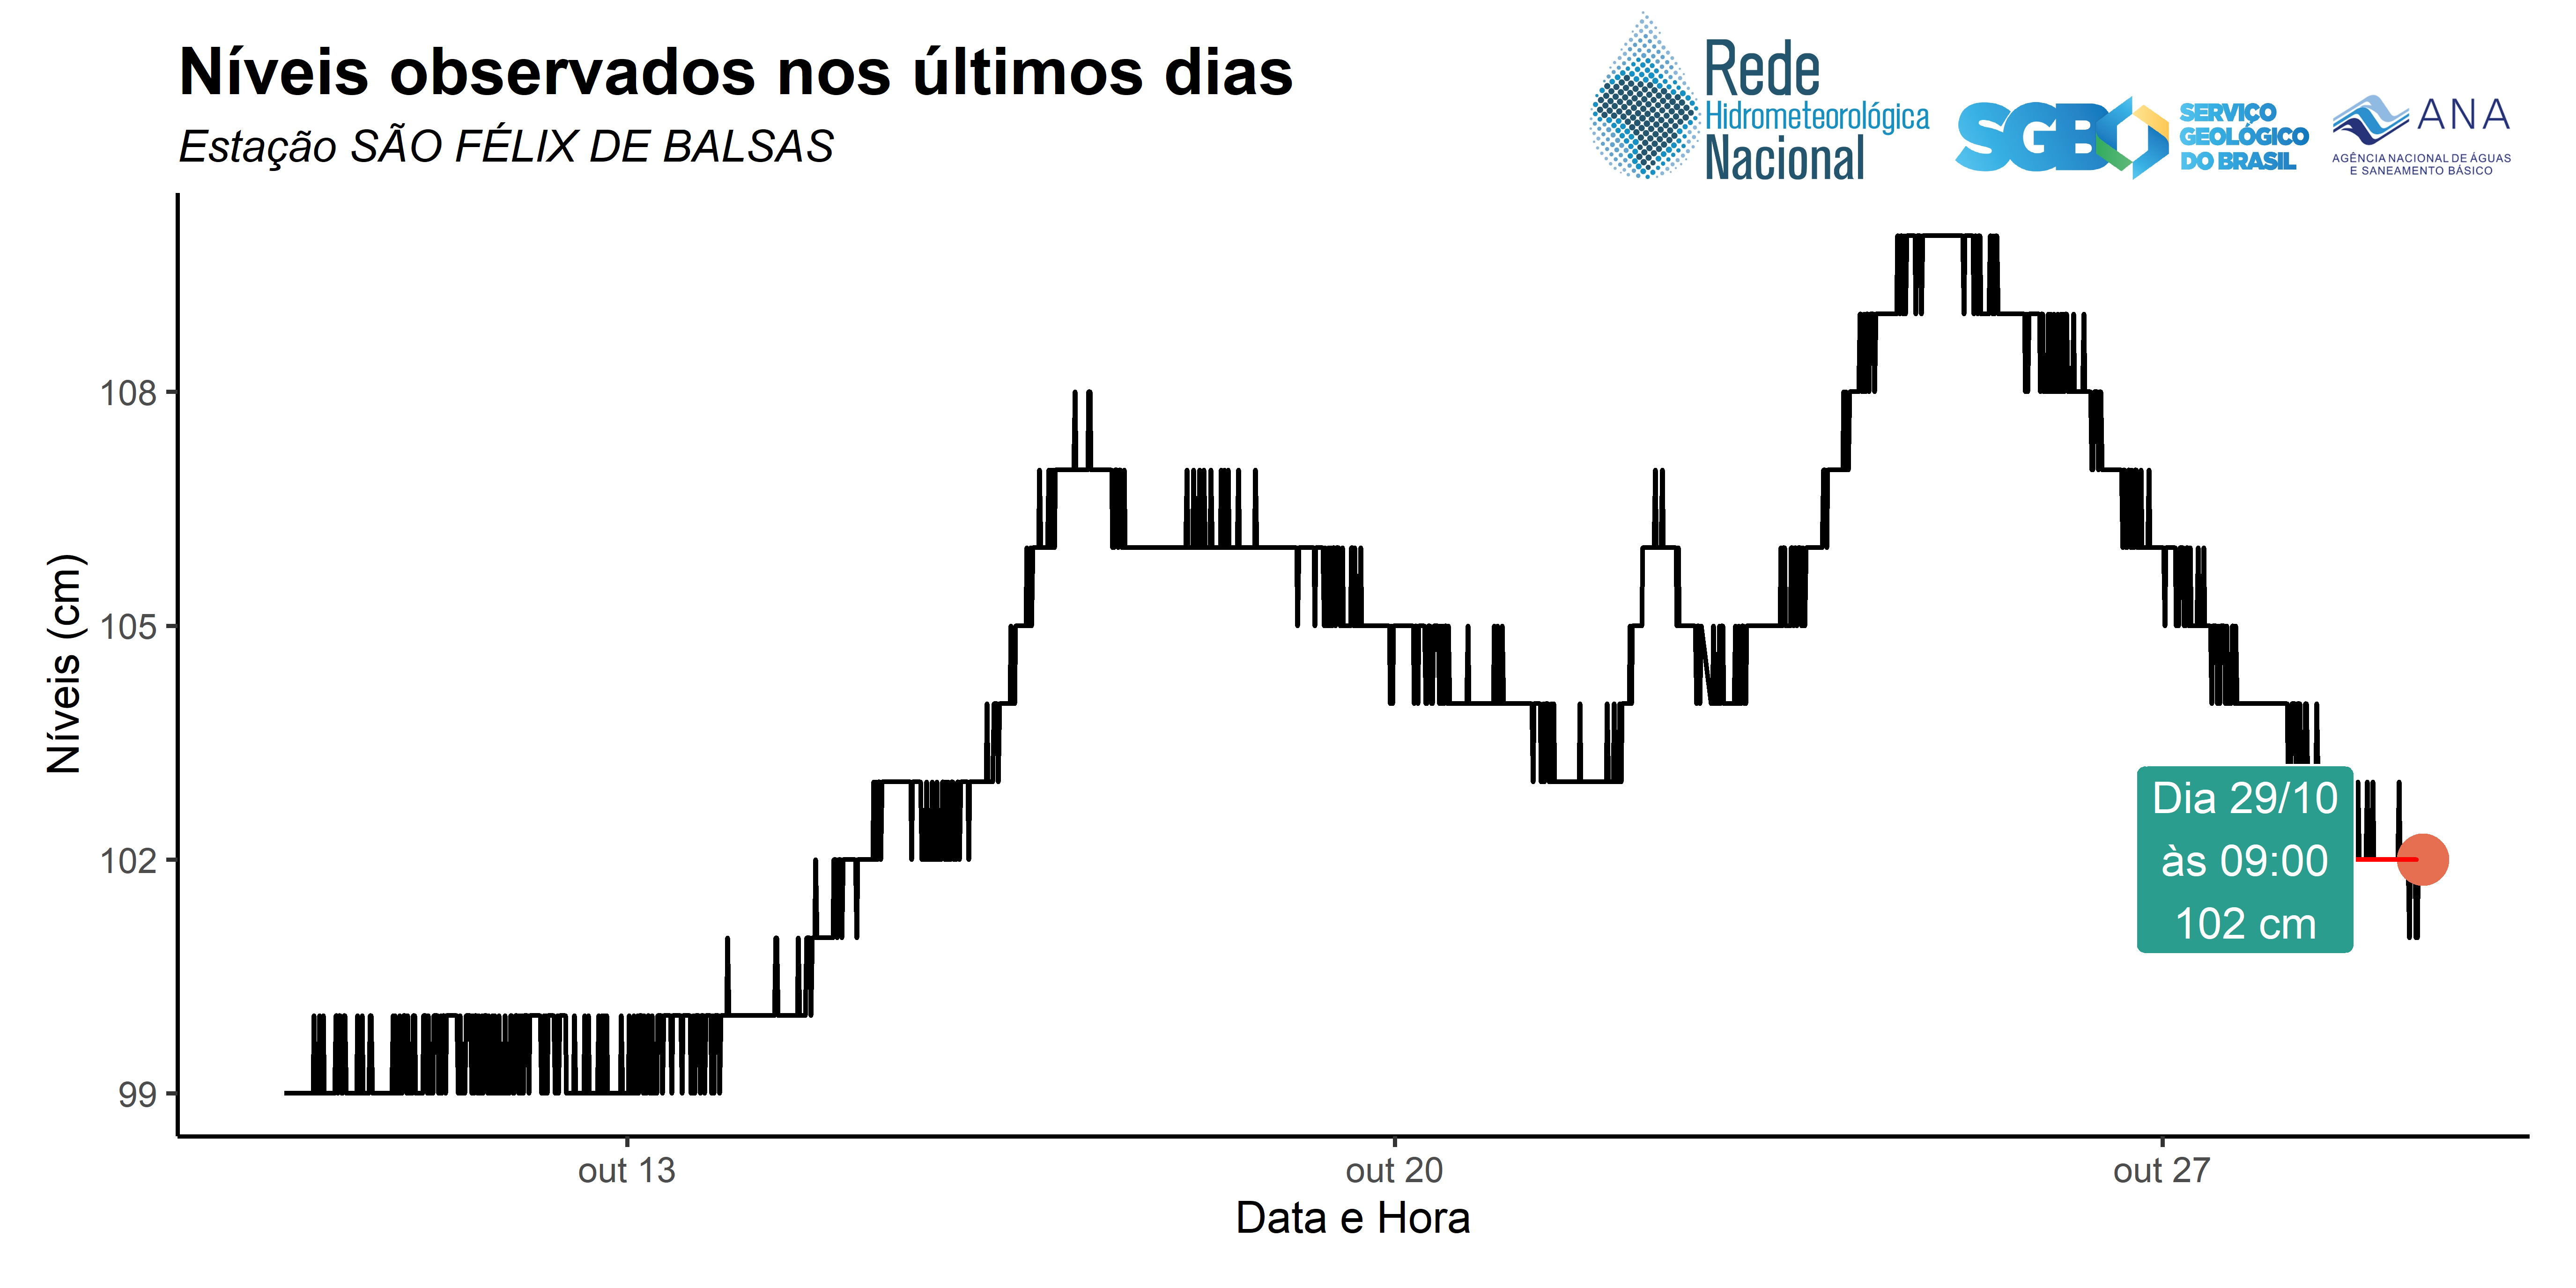 Níveis observados nos últimos dias
Estação SÃO FÉLIX DE BALSAS
Rede
Hidrometeorológica
Nacional
SGB
SERVIÇO
GEOLÓGICO
DO BRASIL
ANA
AGÊNCIA NACIONAL DE ÁGUAS
E SANEAMENTO BÁSICO
Níveis (cm)
108
105
102
99
Dia 29/10
às 09:00
102 cm
out 13
out 20
out 27
Data e Hora